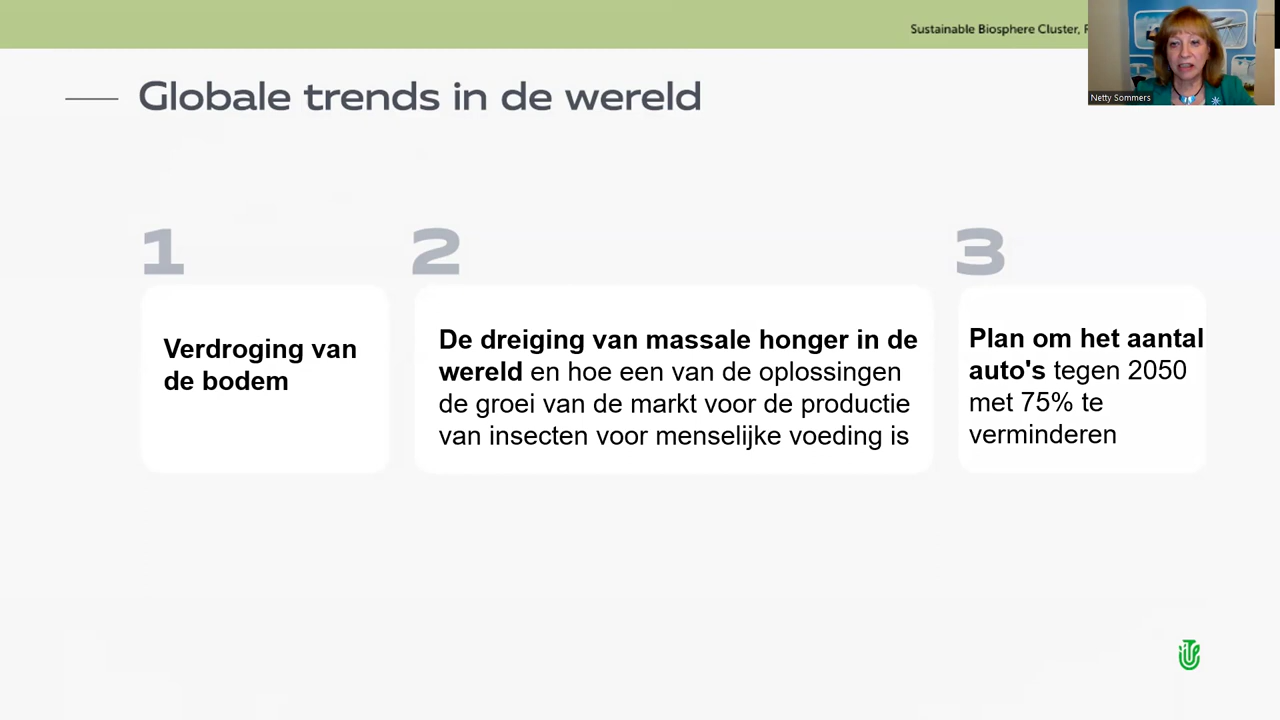 Sustainable Biosphere Cluster,
Netty Sommers
Globale trends in de wereld
1
Verdroging van
de bodem
2
De dreiging van massale honger in de
wereld en hoe een van de oplossingen
de groei van de markt voor de productie
van insecten voor menselijke voeding is
3
Plan om het aantal
auto's tegen 2050
met 75% te
verminderen